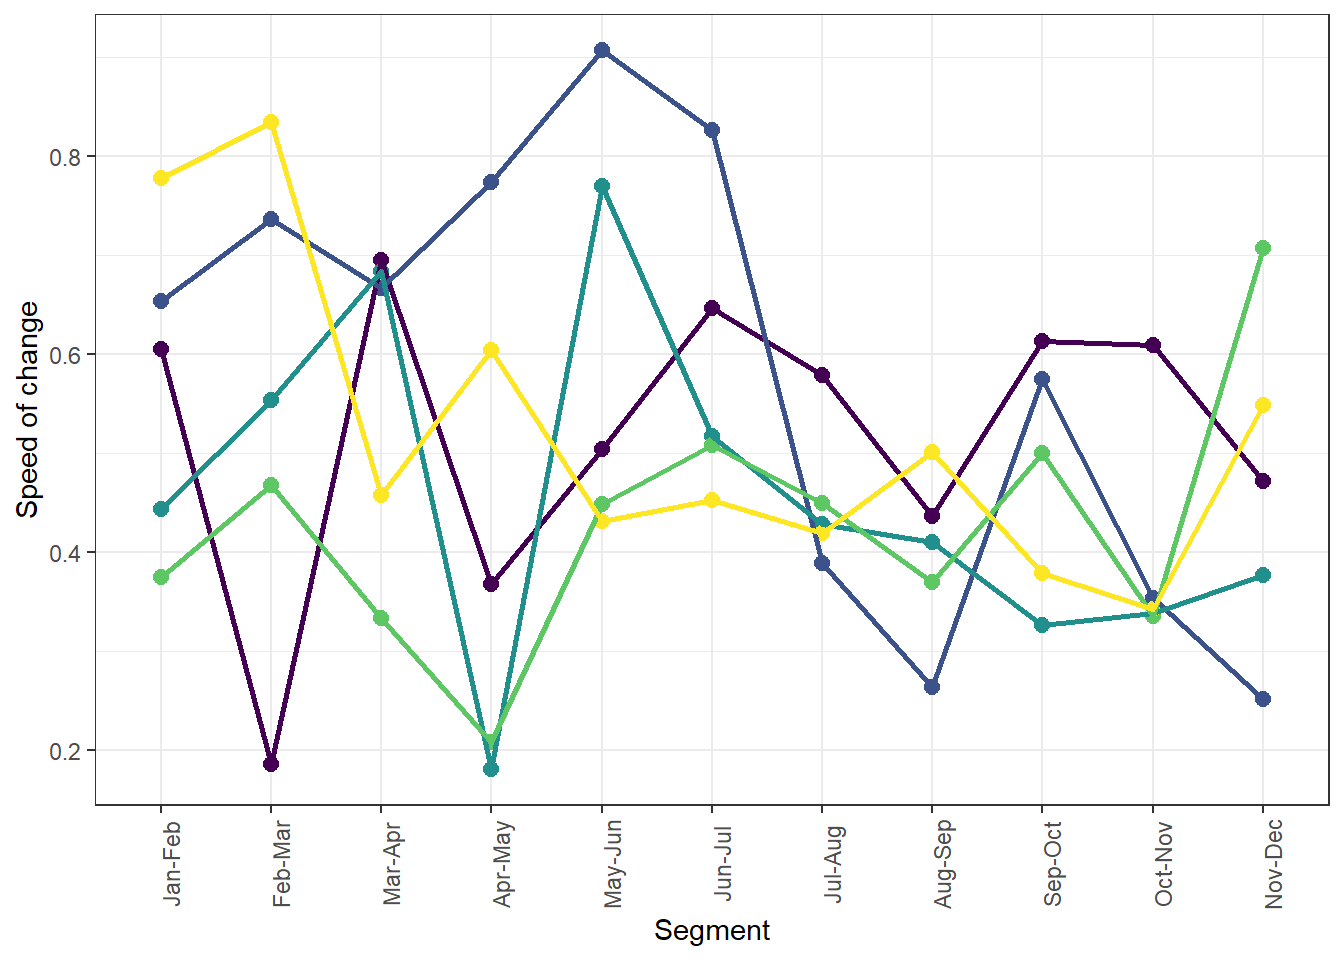 Speed of change
0.8
0.6
0.4
0.2
Jan-Feb
Feb-Mar
Mar-Apr
Apr-May
May-Jun
Jun-Jul
Jul-Aug
Aug-Sep
Sep-Oct
Oct-Nov
Nov-Dec
Segment